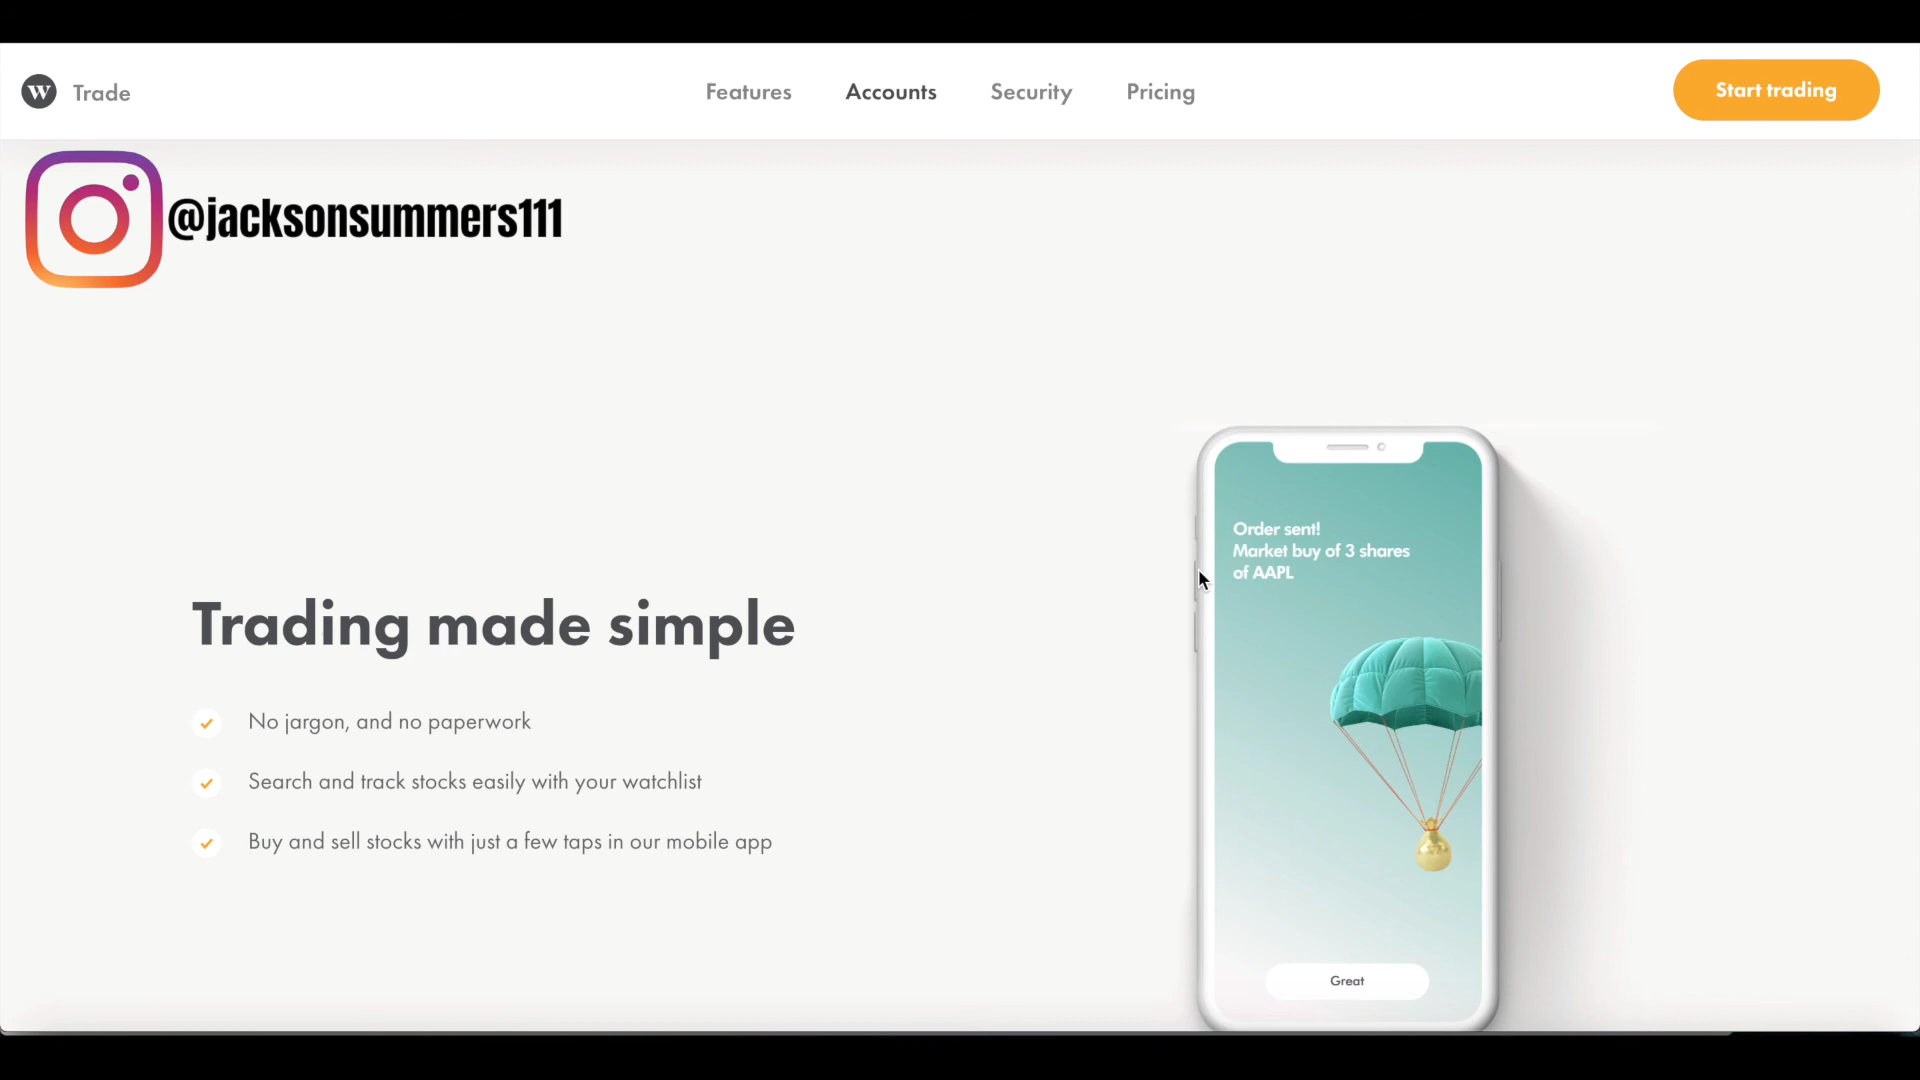 W Trade
Features
Accounts
Security
Pricing
Start trading
@jacksonsummers111
Order sent!
Market buy of 3 shares
of AAPL
Trading made simple
No jargon, and no paperwork
Search and track stocks easily with your watchlist
Buy and sell stocks with just a few taps in our mobile app
Great